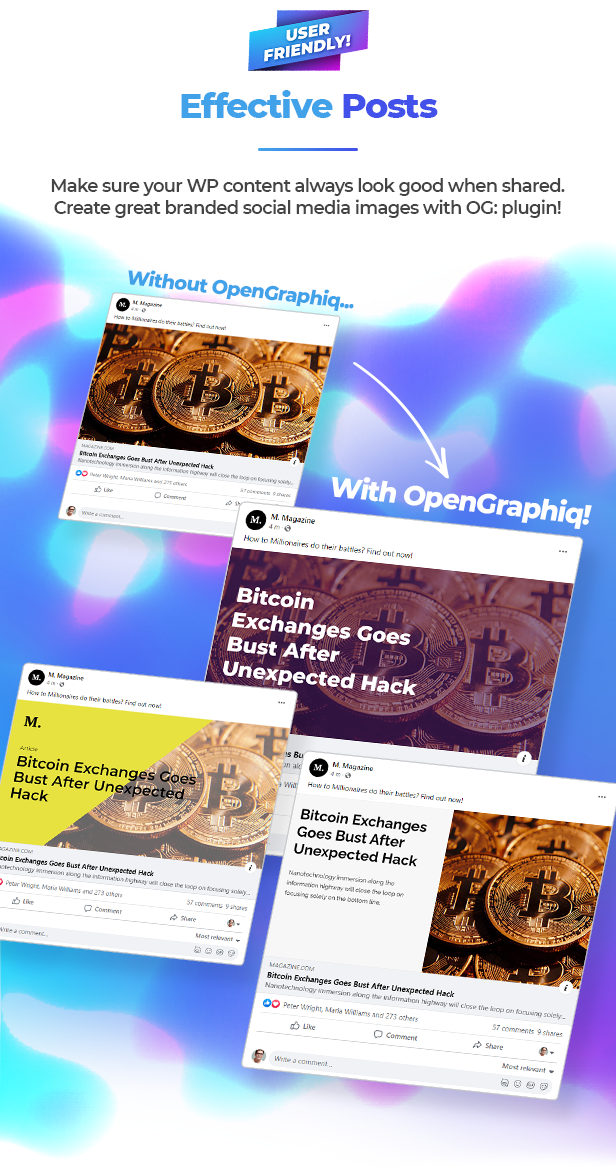 USER
FRIENDLY!
Effective Posts
Make sure your WP content always look good when shared.
Create great branded social media images with OG: plugin!
Without OpenGraphiq...
M.
M. Magazine
4 m
How to Millionaires do their battles? Find out now!
MAGAZINE.COM
Bitcoin Exchanges Goes Bust After Unexpected Hack
Nanotechnology immersion along the information highway will close the loop on focusing solely...
Peter Wright, Maria Williams and 273 others
57 comments 9 shares
Like
Comment
Write a comment...
With OpenGraphiq!
M.
M. Magazine
4 m
How to Millionaires do their battles? Find out now!
Bitcoin
Exchanges Goes
Bust After
Unexpected Hack
M.
M. Magazine
4 m
How to Millionaires do their battles? Find out now!
M.
Article
Bitcoin Exchanges Goes
Bust After Unexpected
Hack
AGAZINE.COM
coin Exchanges Goes Bust After Unexpected Hack
notechnology immersion along the information highway will close the loop on focusing solely...
Peter Wright, Maria Williams and 273 others
57 comments 9 shares
Like
Comment
Share
Most relevant
Write a comment...
M.
M. Magazine
4 m
How to Millionaires do their battles? Find out now!
Bitcoin Exchanges
Goes Bust After
Unexpected Hack
Nanotechnology immersion along the
information highway will close the loop on
focusing solely on the bottom line.
MAGAZINE.COM
Bitcoin Exchanges Goes Bust After Unexpected Hack
Nanotechnology immersion along the information highway will close the loop on focusing solely...
Peter Wright, Maria Williams and 273 others
57 comments 9 shares
Like
Comment
Share
Most relevant
Write a comment ...